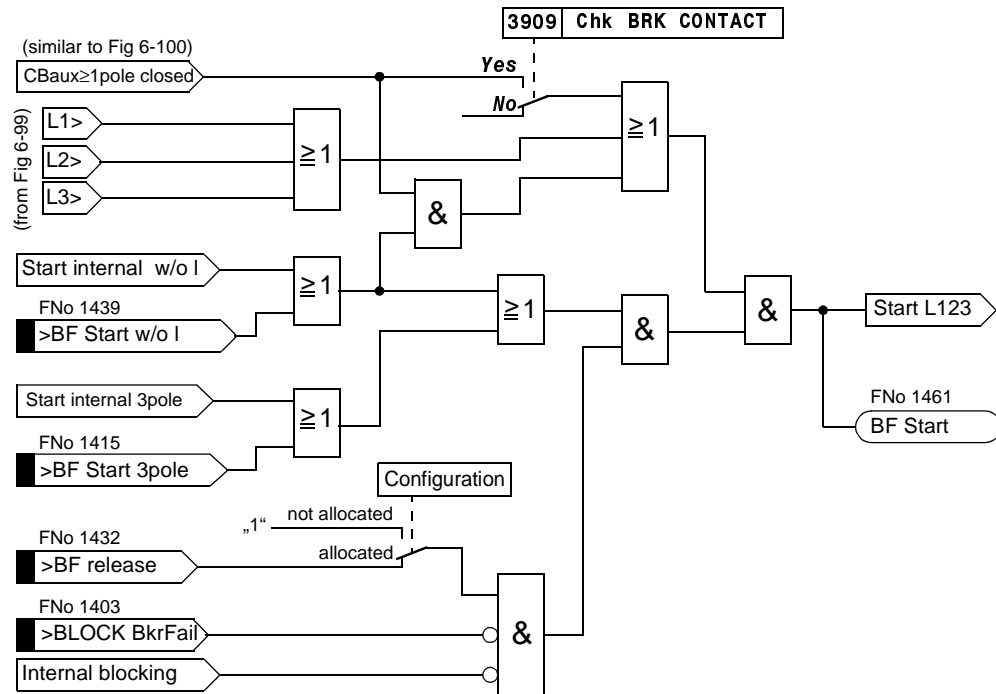 3909 Chk BRK CONTACT
(similar to Fig 6-100)
CBaux≥1pole closed
Yes
No
(from Fig 6-99)
L1>
L2>
L3>
≧1
≧1
&
Start internal w/o I
FNo 1439
>BF Start w/o I
≧1
≧1
&
&
Start L123
FNo 1461
BF Start
Start internal 3pole
FNo 1415
>BF Start 3pole
≧1
Configuration
„1“ not allocated
allocated
FNo 1432
>BF release
FNo 1403
>BLOCK BkrFail
Internal blocking
&